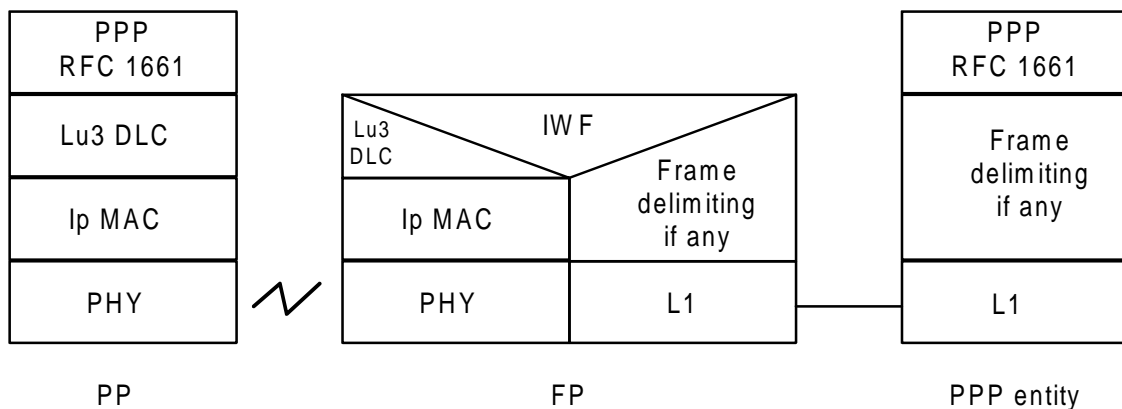 PPP
RFC 1661
Lu3 DLC
Ip MAC
PHY
PP
IWF
Lu3
DLC
Frame
delimiting
if any
Ip MAC
PHY
L1
FP
PPP
RFC 1661
Frame
delimiting
if any
L1
PPP entity